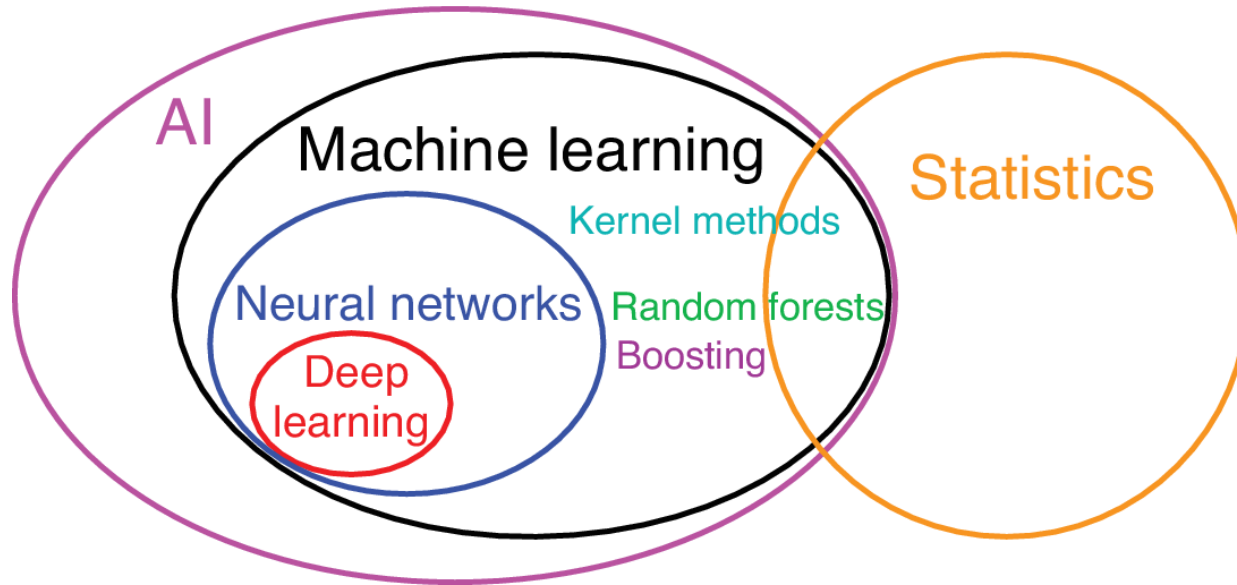 AI
Machine learning
Statistics
Kernel methods
Neural networks
Random forests
Boosting
Deep
learning